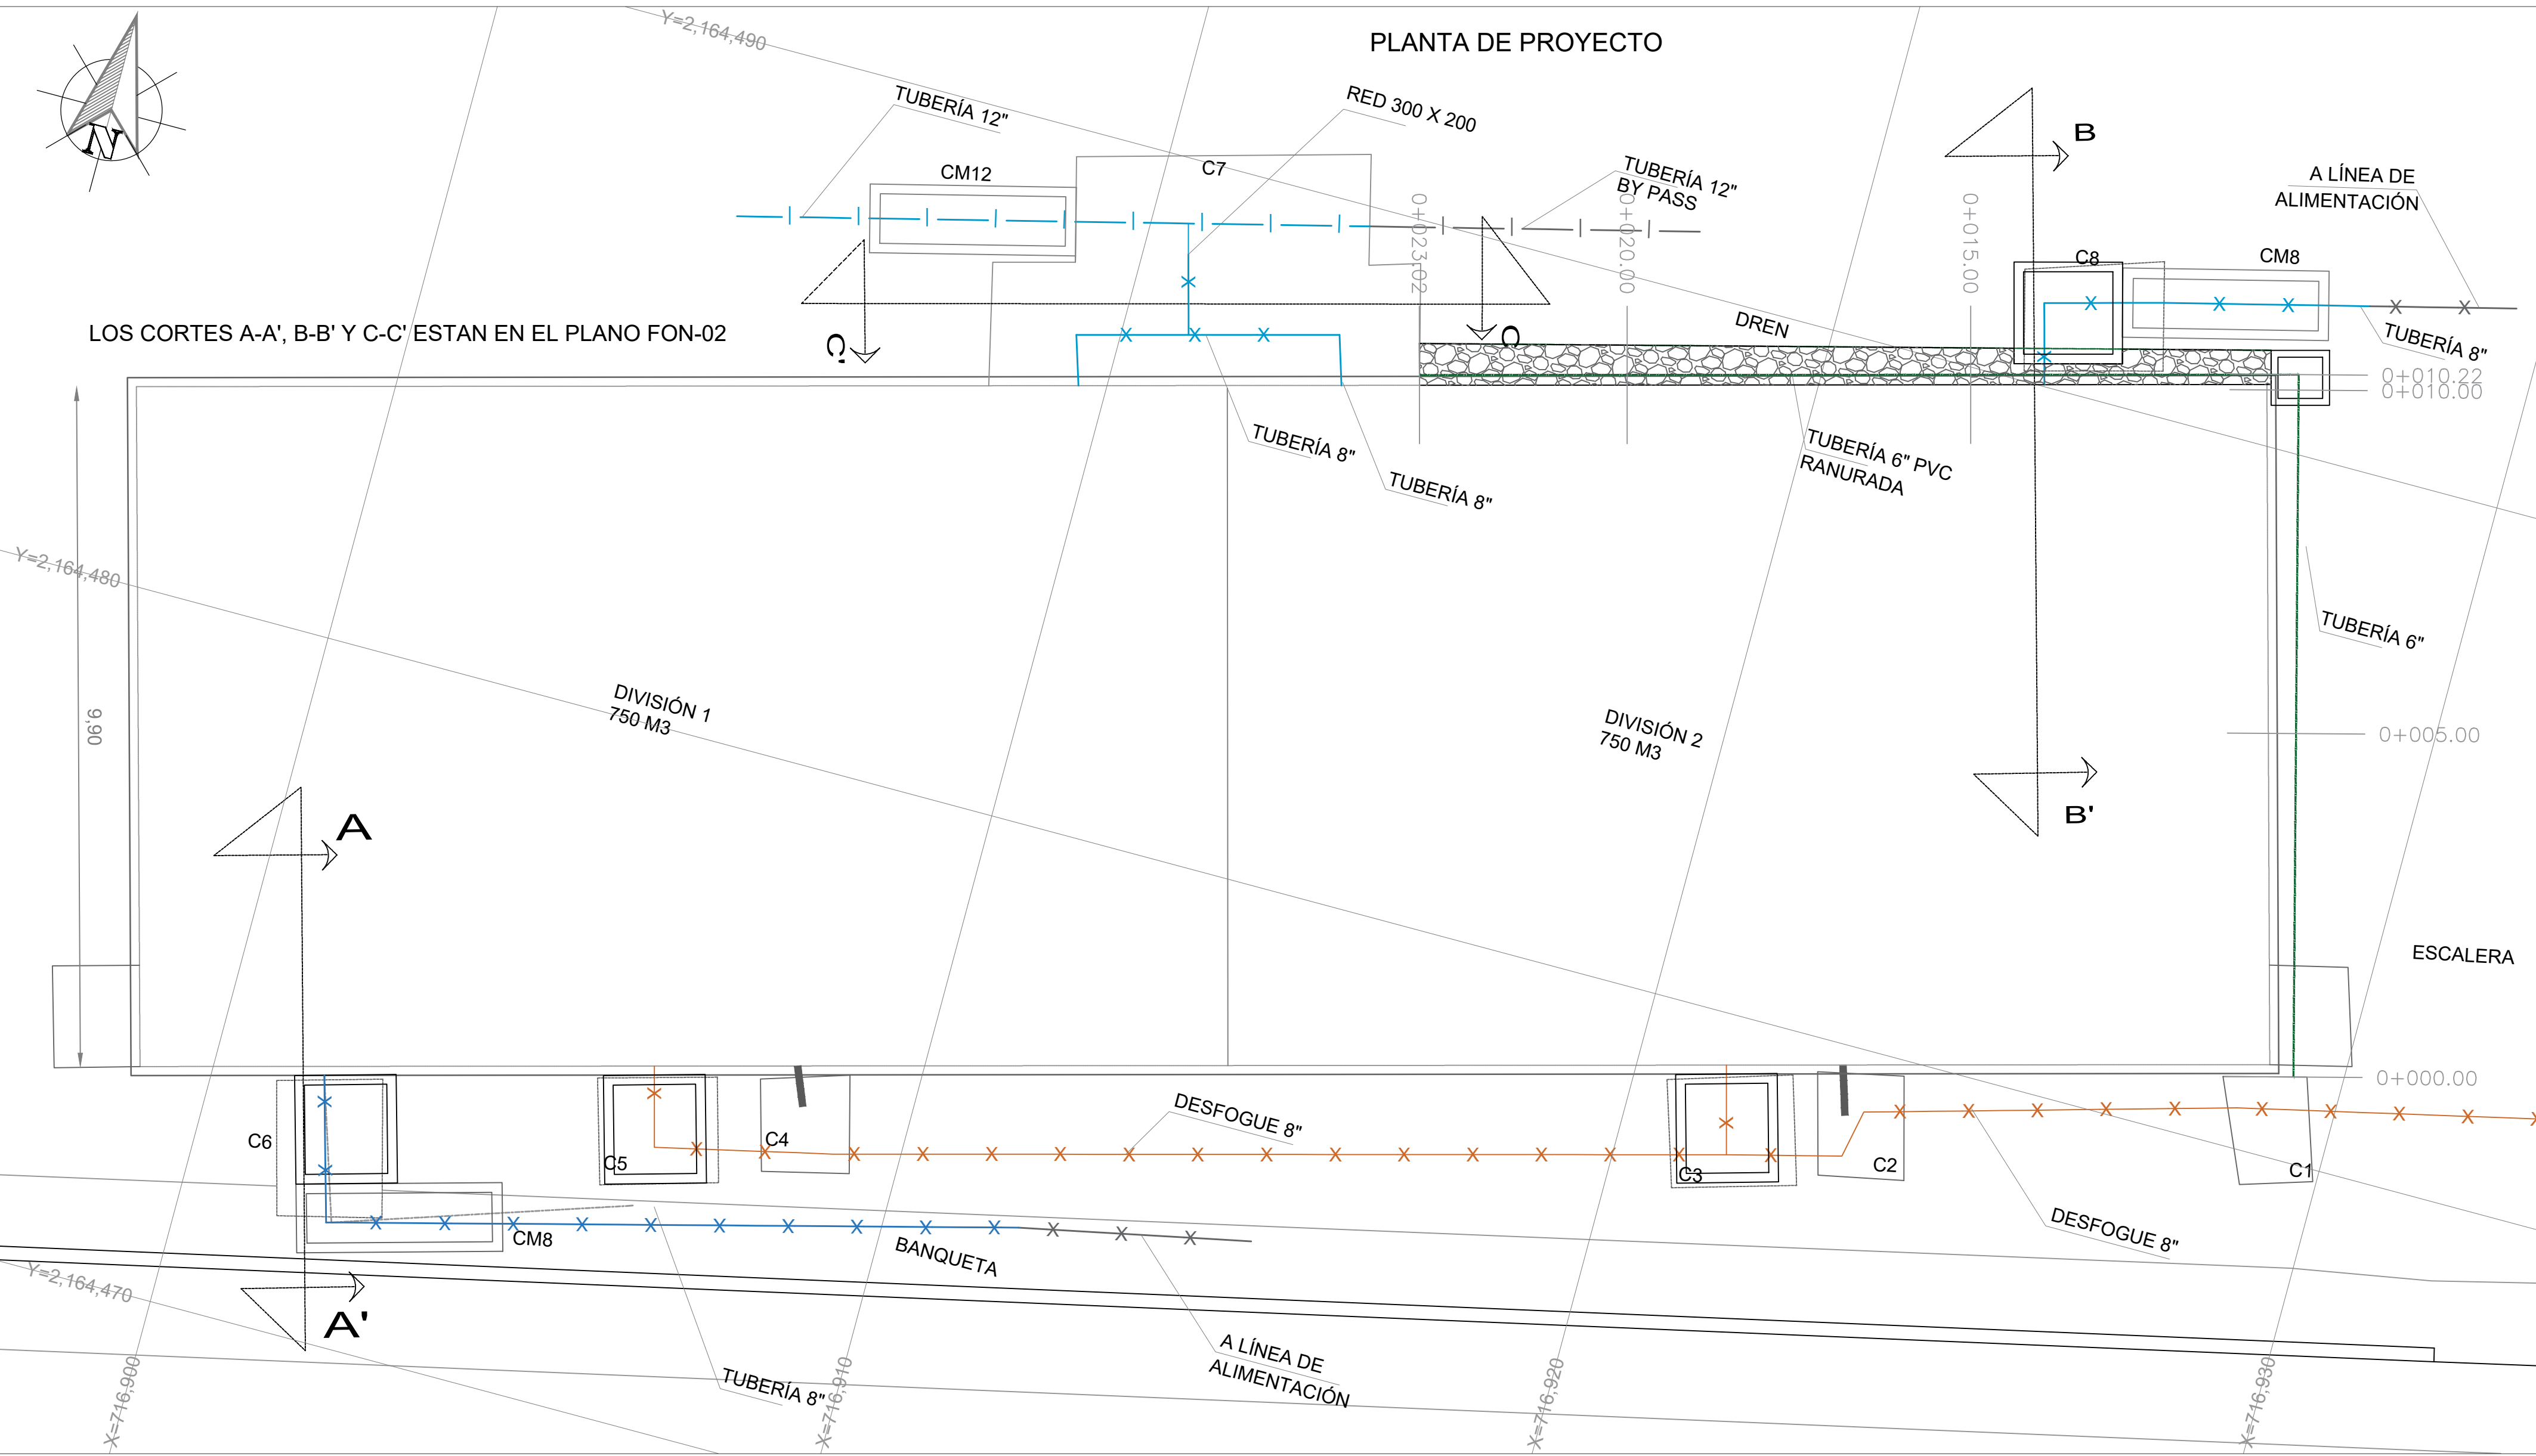 PLANTA DE PROYECTO
N
Y=2,164,490
TUBERÍA 12"
RED 300 X 200
CM12
C7
TUBERÍA 12"
BY PASS
B
A LÍNEA DE
ALIMENTACIÓN
0+023.02
0+020.00
0+015.00
C8
CM8
LOS CORTES A-A', B-B' Y C-C' ESTAN EN EL PLANO FON-02
C'
C
DREN
TUBERÍA 8"
0+010.22
0+010.00
TUBERÍA 8"
TUBERÍA 8"
TUBERÍA 6" PVC
RANURADA
Y=2,164,480
TUBERÍA 6"
DIVISIÓN 1
750 M3
DIVISIÓN 2
750 M3
9,90
0+005.00
A
B'
ESCALERA
0+000.00
C6
C5
C4
DESFOGUE 8"
C3
C2
C1
CM8
BANQUETA
DESFOGUE 8"
Y=2,164,470
A'
A LÍNEA DE
ALIMENTACIÓN
TUBERÍA 8"
X=716,900
X=716,910
X=716,920
X=716,930